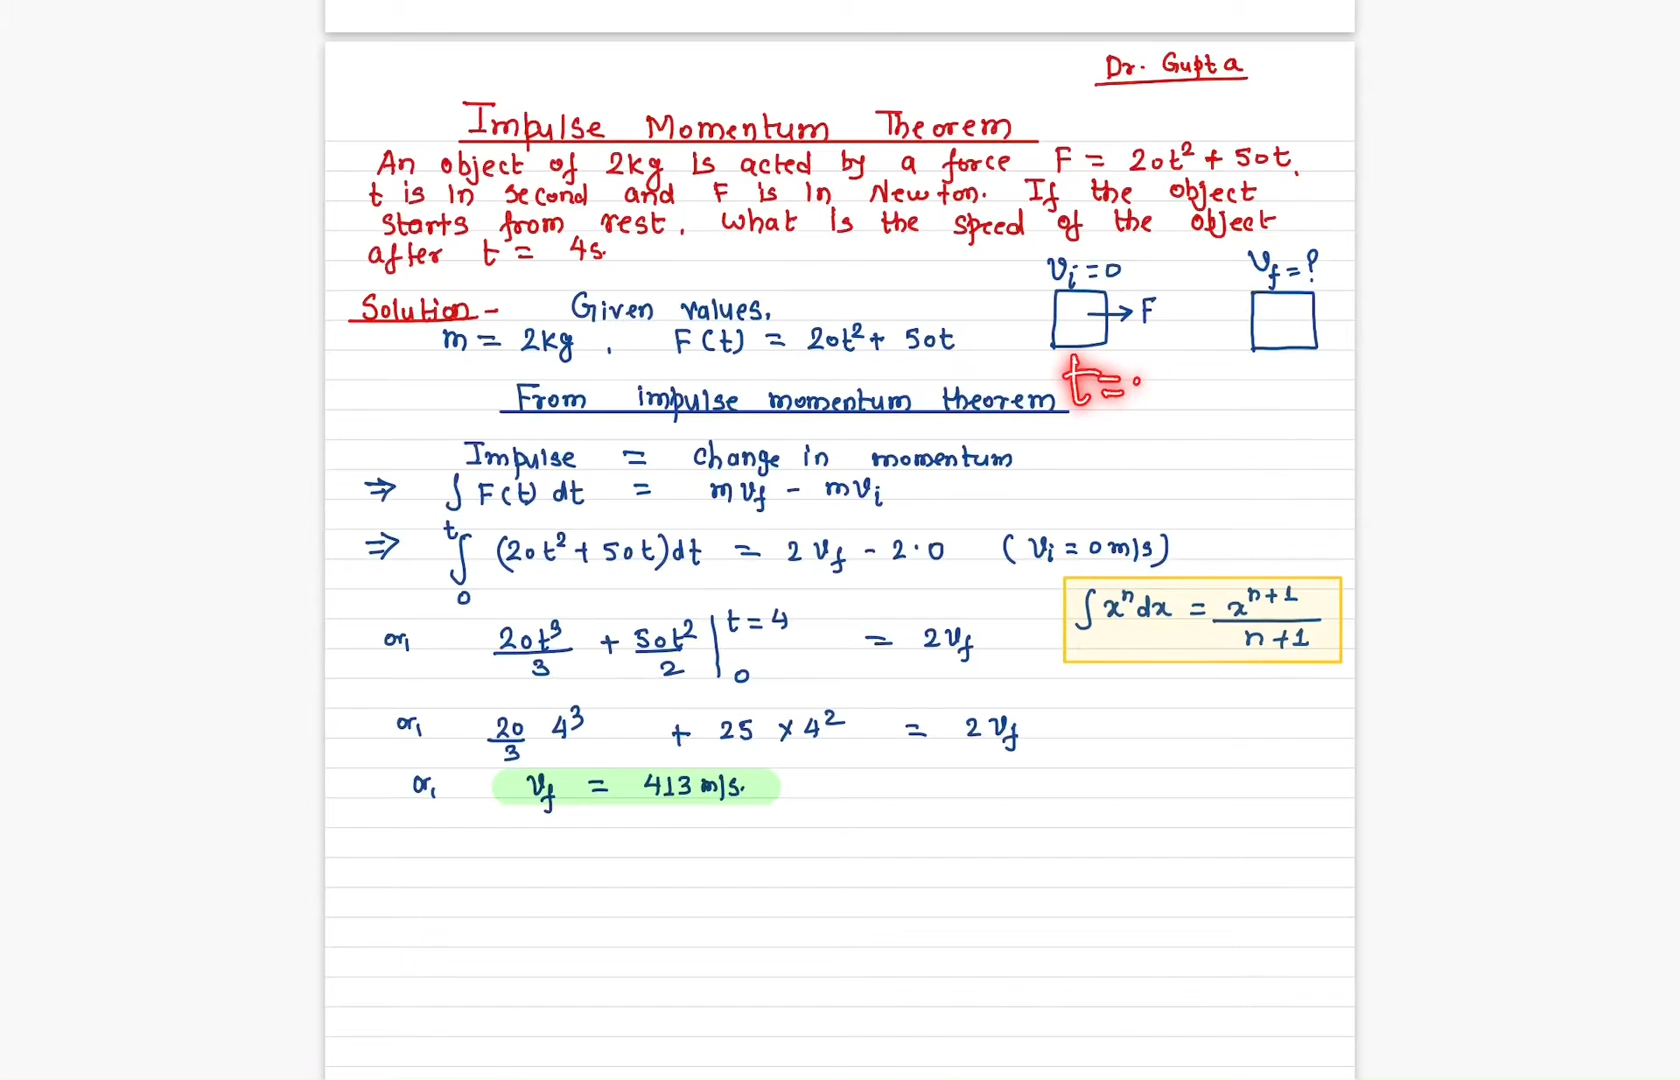 Dr. Gupta
Impulse Momentum Theorem
An object of 2kg is acted by a force F = 20t² + 50t.
t is in second and F is in Newton. If the object
starts from rest, what is the speed of the object
after t = 4s.
Vi = 0
Vf = ?
Solution - Given values,
F
m = 2kg , F(t) = 20t² + 50t
t = .
From impulse momentum theorem
Impulse = change in momentum
⇒ ∫ F(t) dt = mVf - mVi
⇒ ∫₀ᵗ (20t² + 50t)dt = 2Vf - 2·0 (Vi = 0m/s)
∫xⁿdx = xⁿ⁺¹/n+1
or, 20t³/3 + 50t²/2 |₀ t=4 = 2Vf
or, 20/3 4³ + 25 × 4² = 2Vf
or, Vf = 413 m/s.